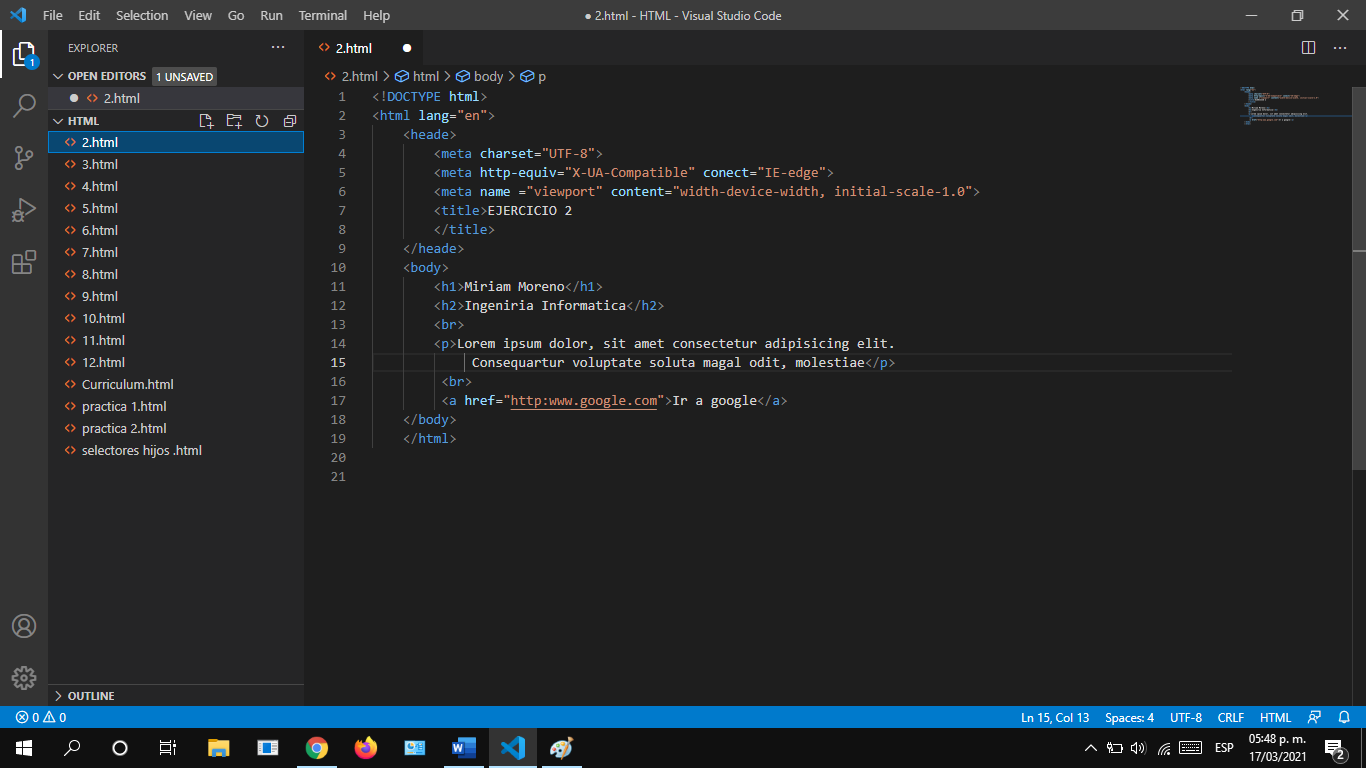 File Edit Selection View Go Run Terminal Help
● 2.html - HTML - Visual Studio Code
EXPLORER
OPEN EDITORS 1 UNSAVED
2.html
HTML
2.html
3.html
4.html
5.html
6.html
7.html
8.html
9.html
10.html
11.html
12.html
Curriculum.html
practica 1.html
practica 2.html
selectores hijos .html
OUTLINE
2.html
2.html > html > body > p
1 <!DOCTYPE html>
2 <html lang="en">
3 <heade>
4 <meta charset="UTF-8">
5 <meta http-equiv="X-UA-Compatible" conect="IE-edge">
6 <meta name ="viewport" content="width-device-width, initial-scale-1.0">
7 <title>EJERCICIO 2
8 </title>
9 </heade>
10 <body>
11 <h1>Miriam Moreno</h1>
12 <h2>Ingeniria Informatica</h2>
13 <br>
14 <p>Lorem ipsum dolor, sit amet consectetur adipisicing elit.
15 Consequartur voluptate soluta magal odit, molestiae</p>
16 <br>
17 <a href="http:www.google.com">Ir a google</a>
18 </body>
19 </html>
20
21
1
0 0
Ln 15, Col 13 Spaces: 4 UTF-8 CRLF HTML
ESP
05:48 p. m.
17/03/2021
2